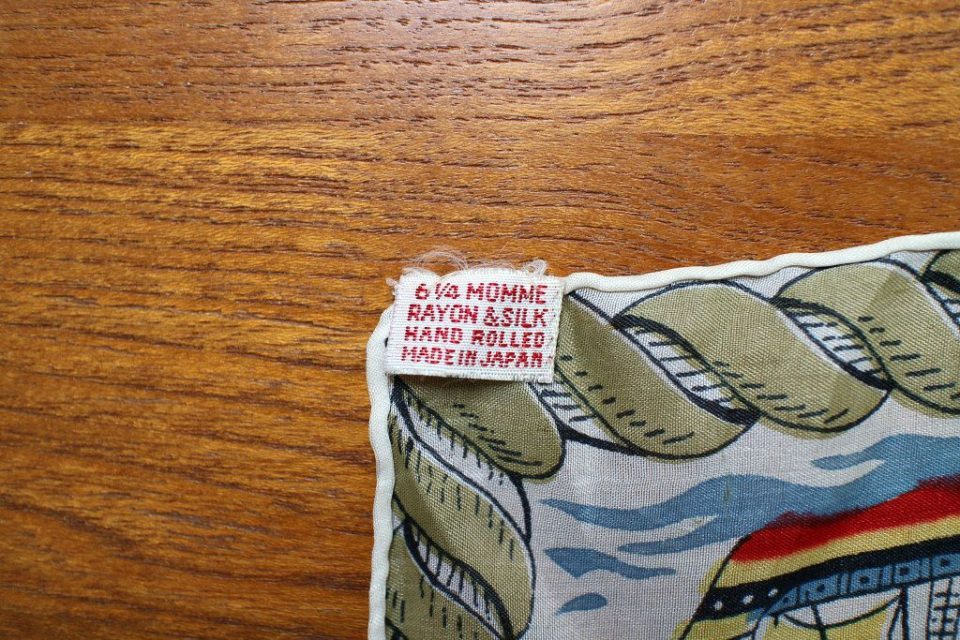 6 1/4 MOMME
RAYON & SILK
HAND ROLLED
MADE IN JAPAN